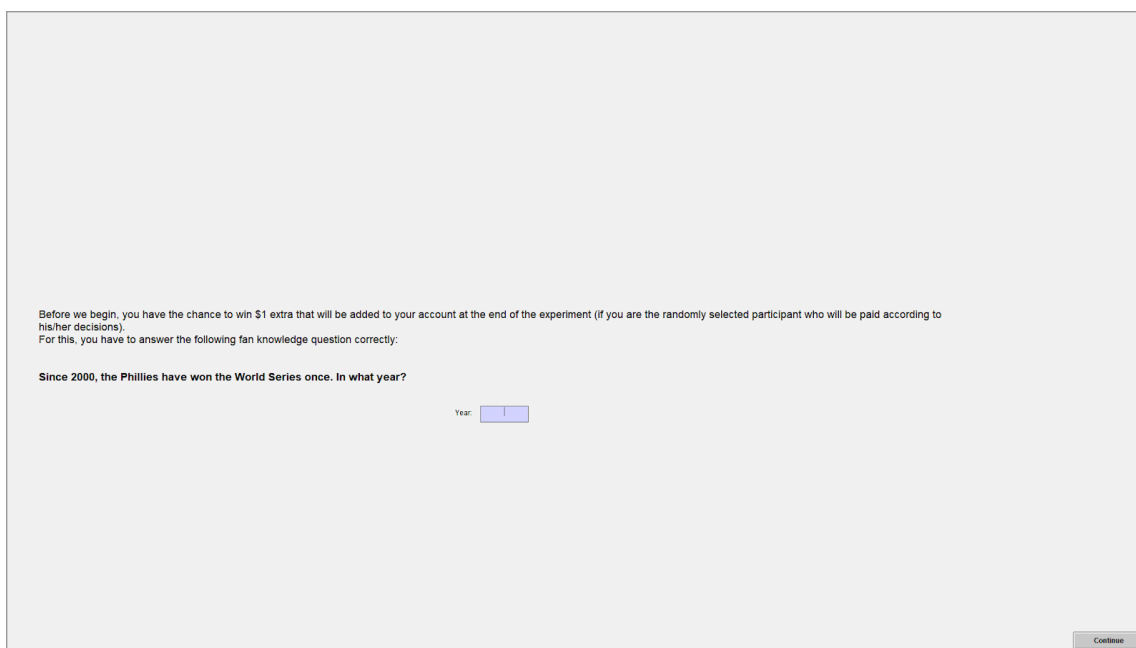 Before we begin, you have the chance to win $1 extra that will be added to your account at the end of the experiment (if you are the randomly selected participant who will be paid according to
his/her decisions).
For this, you have to answer the following fan knowledge question correctly:
Since 2000, the Phillies have won the World Series once. In what year?
Year:
Continue